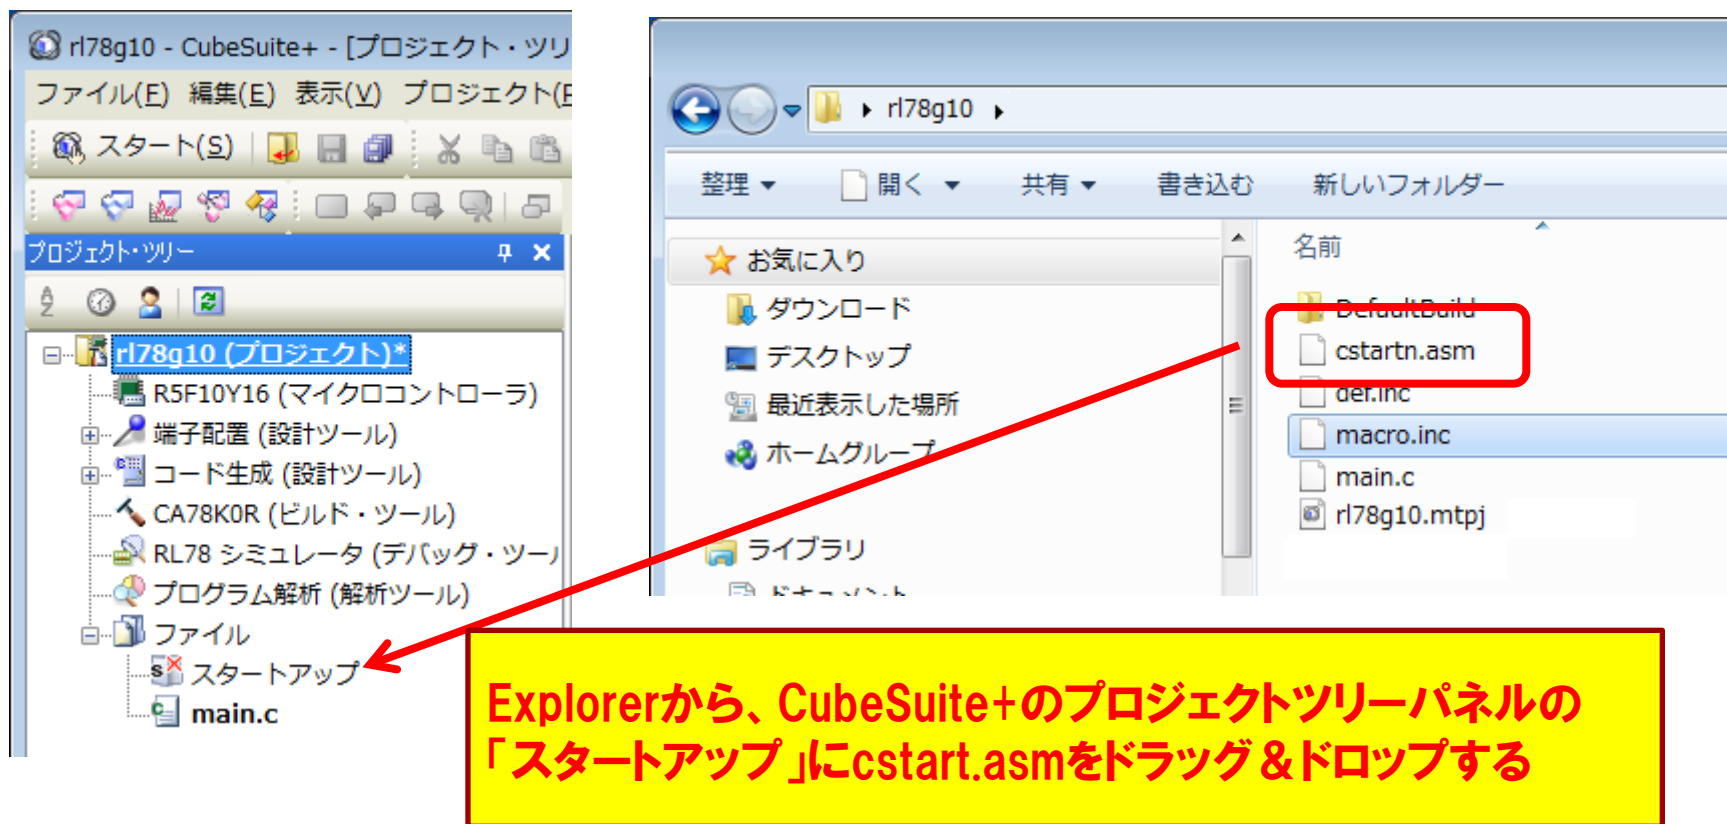 rl78g10 - CubeSuite+ - [プロジェクト・ツリ
ファイル(F) 編集(E) 表示(V) プロジェクト(P
スタート(S)
プロジェクト・ツリー
rl78g10 (プロジェクト)*
R5F10Y16 (マイクロコントローラ)
端子配置 (設計ツール)
コード生成 (設計ツール)
CA78K0R (ビルド・ツール)
RL78 シミュレータ (デバッグ・ツール
プログラム解析 (解析ツール)
ファイル
スタートアップ
main.c
rl78g10
整理 開く 共有 書き込む 新しいフォルダー
お気に入り
ダウンロード
デスクトップ
最近表示した場所
ホームグループ
ライブラリ
ドキュメント
名前
DefaultBuild
cstartn.asm
def.inc
macro.inc
main.c
rl78g10.mtpj
Explorerから、CubeSuite+のプロジェクトツリーパネルの
「スタートアップ」にcstart.asmをドラッグ＆ドロップする